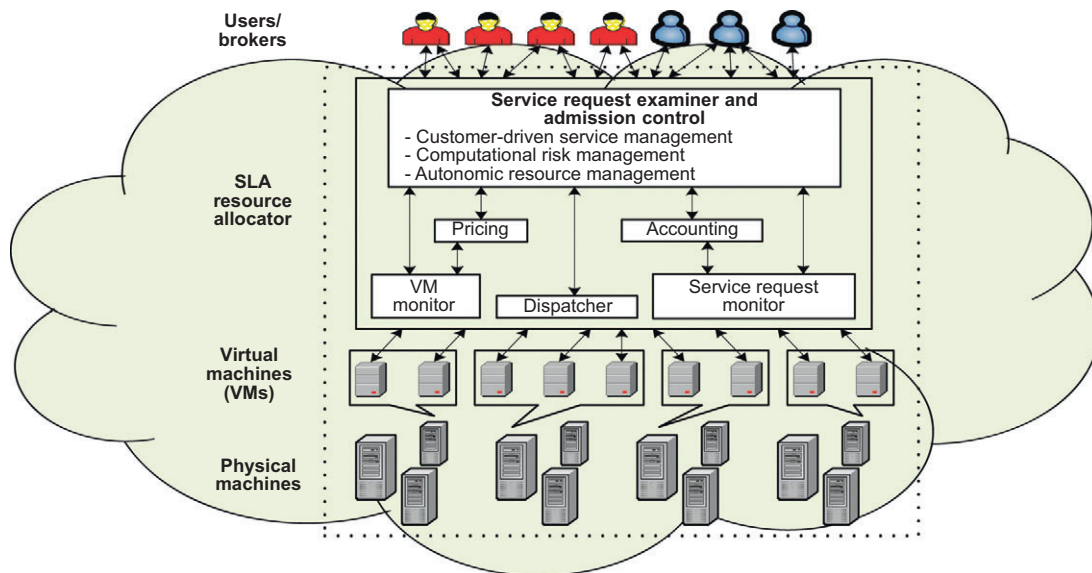 Users/
brokers
Service request examiner and
admission control
- Customer-driven service management
- Computational risk management
- Autonomic resource management
SLA
resource
allocator
Pricing
Accounting
VM
monitor
Dispatcher
Service request
monitor
Virtual
machines
(VMs)
Physical
machines